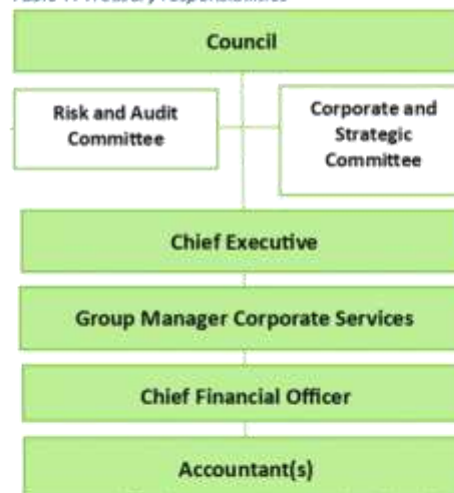 Council
Risk and Audit
Committee
Corporate and
Strategic
Committee
Chief Executive
Group Manager Corporate Services
Chief Financial Officer
Accountant(s)